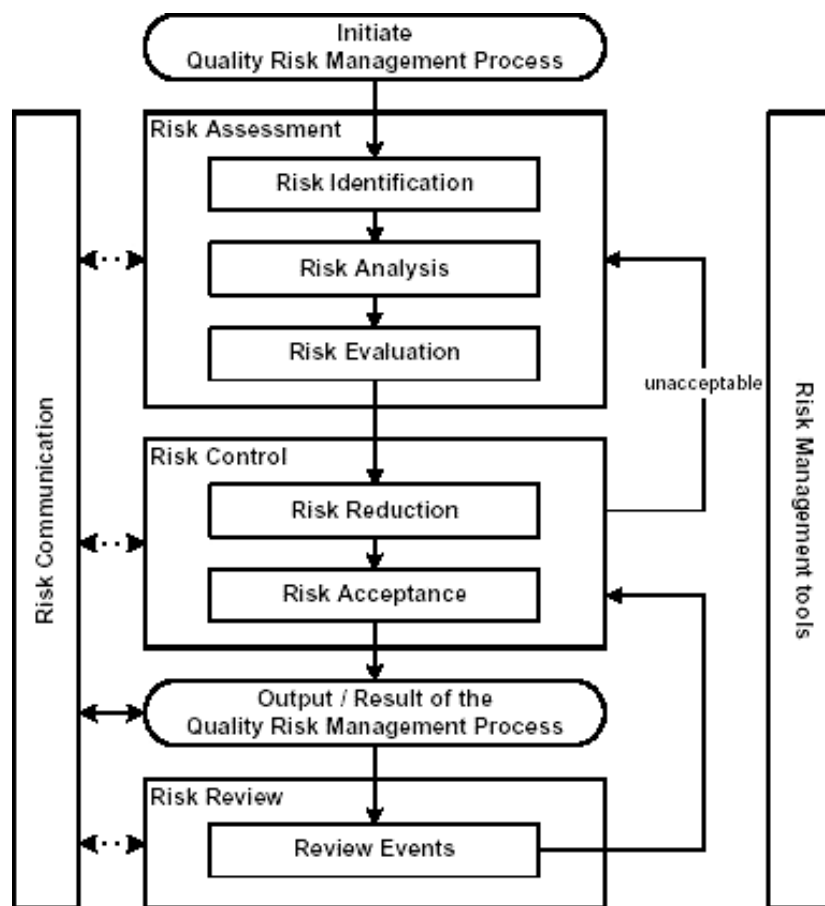 Initiate
Quality Risk Management Process
Risk Assessment
Risk Identification
Risk Analysis
Risk Evaluation
unacceptable
Risk Control
Risk Reduction
Risk Acceptance
Output / Result of the
Quality Risk Management Process
Risk Review
Review Events
Risk Communication
Risk Management tools